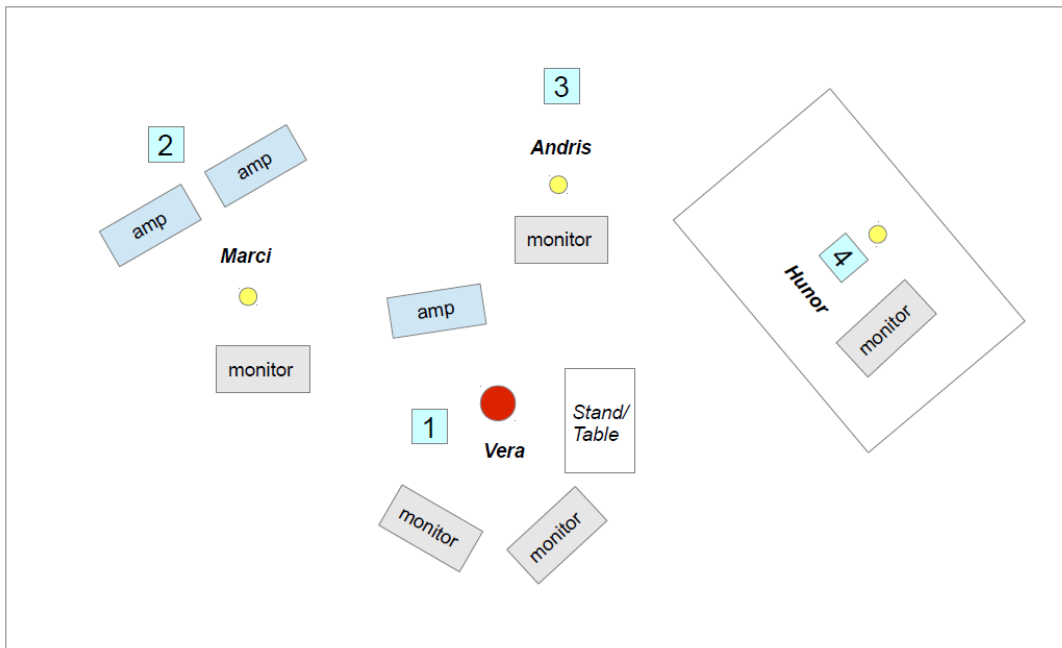 3
2
amp
amp
Andris
monitor
Marci
4
Hunor
monitor
amp
monitor
1
Vera
Stand/
Table
monitor
monitor